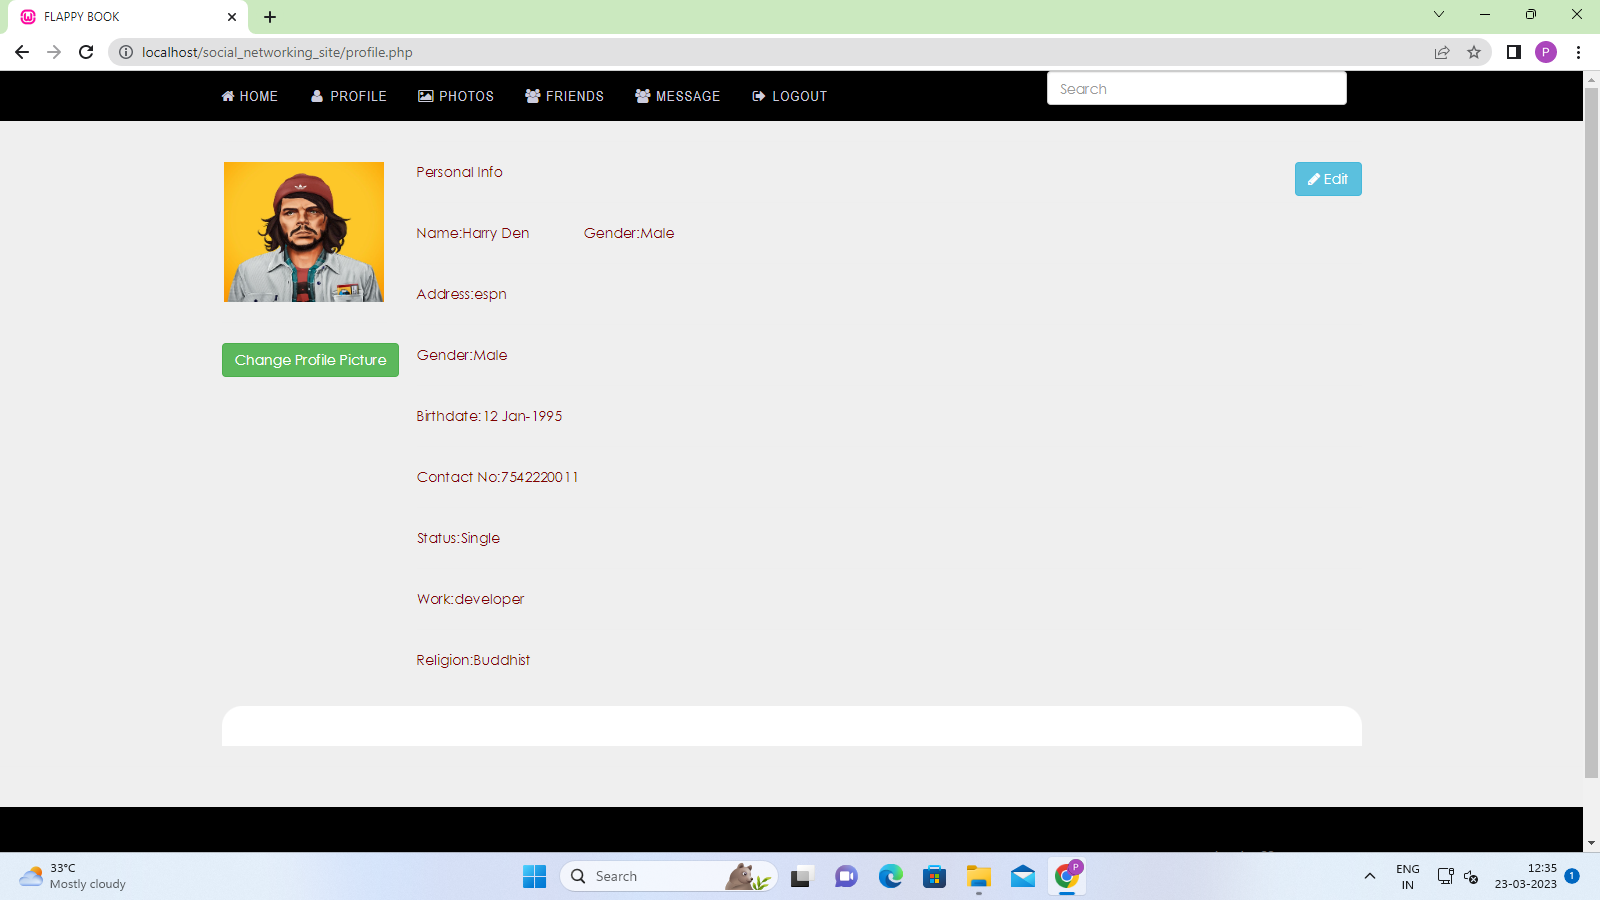 FLAPPY BOOK
localhost/social_networking_site/profile.php
P
HOME PROFILE PHOTOS FRIENDS MESSAGE LOGOUT Search
Personal Info
Edit
Name:Harry Den Gender:Male
Address:espn
Change Profile Picture
Gender:Male
Birthdate:12 Jan-1995
Contact No:7542220011
Status:Single
Work:developer
Religion:Buddhist
33°C
Mostly cloudy
Search
P
ENG
IN
12:35
23-03-2023
1